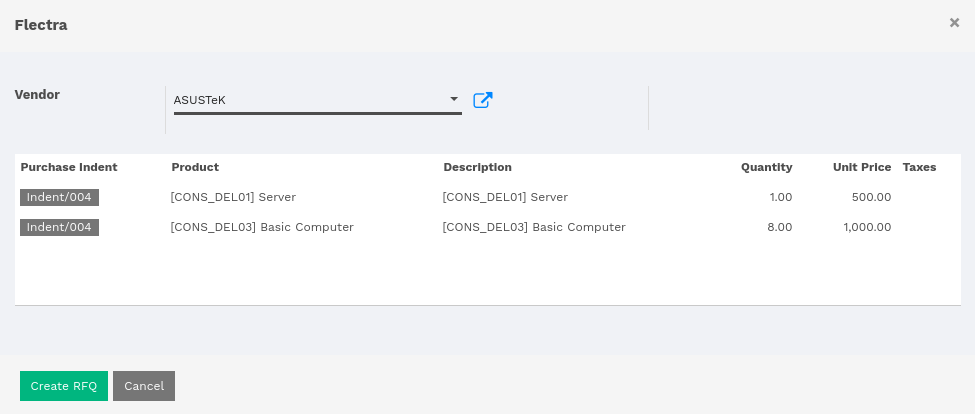 Flectra ×
Vendor ASUSTeK
Purchase Indent Product Description Quantity Unit Price Taxes
Indent/004 [CONS_DEL01] Server [CONS_DEL01] Server 1.00 500.00
Indent/004 [CONS_DEL03] Basic Computer [CONS_DEL03] Basic Computer 8.00 1,000.00
Create RFQ Cancel